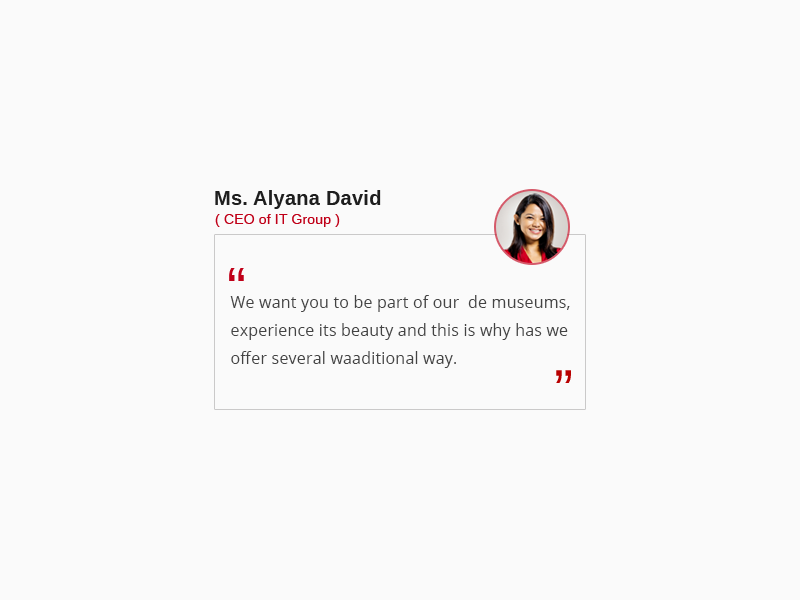 Ms. Alyana David
( CEO of IT Group )
“
We want you to be part of our  de museums,
experience its beauty and this is why has we
offer several waaditional way.
”